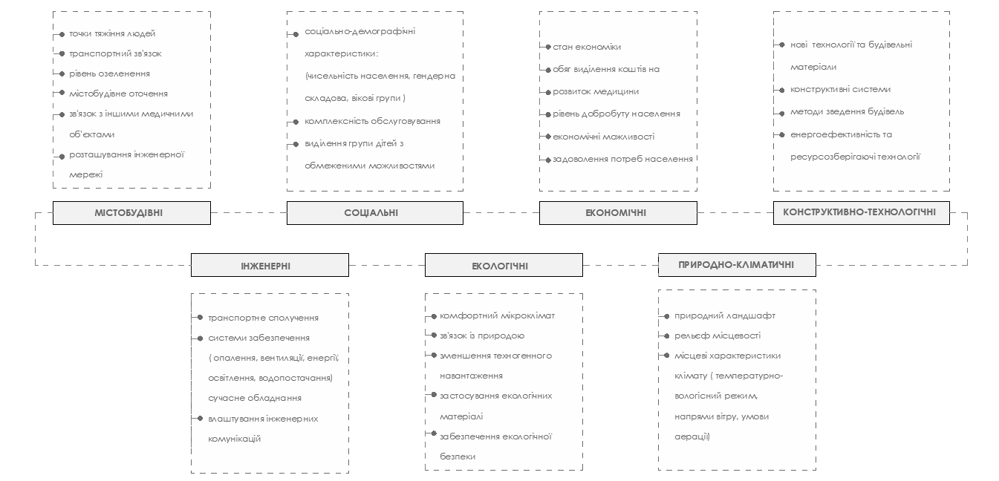 точки тяжіння людей
транспортний зв'язок
рівень озеленення
містобудівне оточення
зв'язок з іншими медичними
об'єктами
розташування інженерної
мережі
соціально-демографічні
характеристики:
(чисельність населення, гендерна
складова, вікові групи )
комплексність обслуговування
виділення групи дітей з
обмеженими можливостями
стан економіки
обяг виділення коштів на
розвиток медицини
рівень добробуту населення
економічні можливості
задоволення потреб населення
нові технології та будівельні
матеріали
конструктивні системи
методи зведення будівель
енергоефективність та
ресурсозберігаючі технології
МІСТОБУДІВНІ
СОЦІАЛЬНІ
ЕКОНОМІЧНІ
КОНСТРУКТИВНО-ТЕХНОЛОГІЧНІ
ІНЖЕНЕРНІ
ЕКОЛОГІЧНІ
ПРИРОДНО-КЛІМАТИЧНІ
транспортне сполучення
системи забезпечення
( опалення, вентиляції, енергії,
освітлення, водопостачання)
сучасне обладнання
влаштування інженерних
комунікацій
комфортний мікроклімат
зв'язок із природою
зменшення техногенного
навантаження
застосування екологічних
матеріалі
забезпечення екологічної
безпеки
природний ландшафт
рельєф місцевості
місцеві характеристики
клімату ( температурно-
вологісний режим,
напрями вітру, умови
аерації)